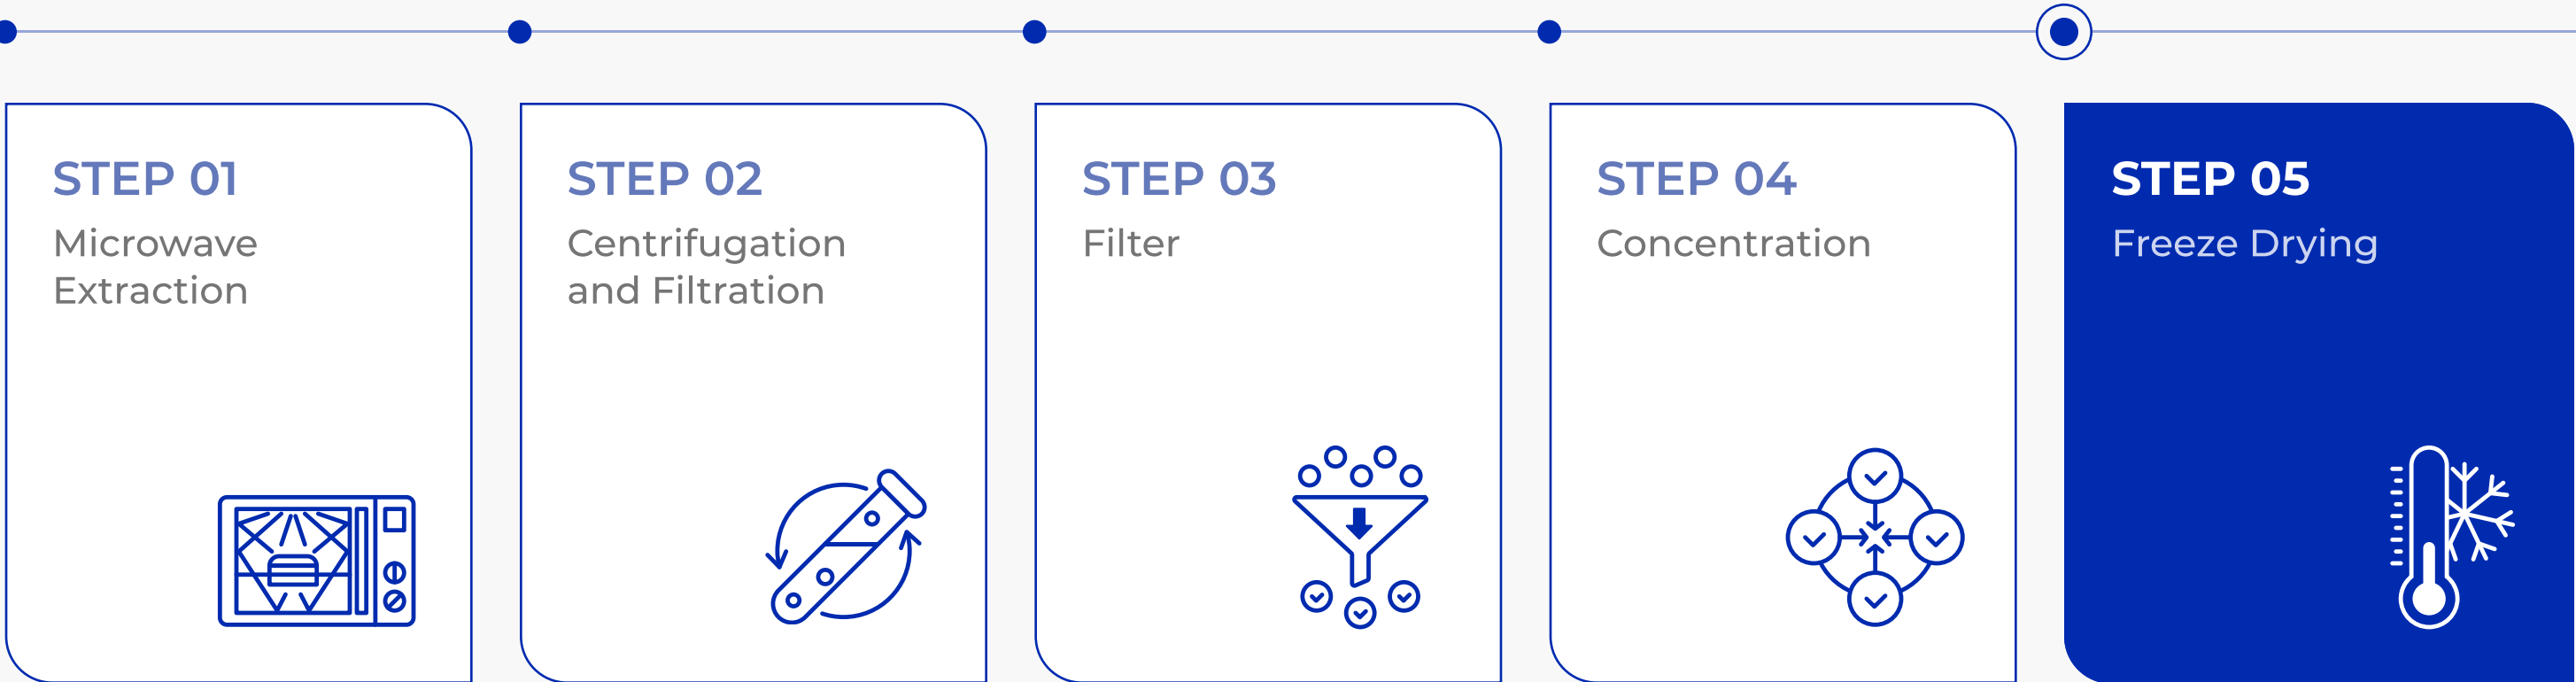 STEP 01
Microwave
Extraction
STEP 02
Centrifugation
and Filtration
STEP 03
Filter
STEP 04
Concentration
STEP 05
Freeze Drying